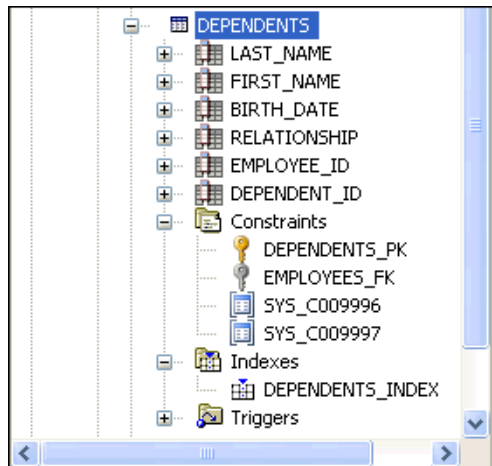 DEPENDENTS
LAST_NAME
FIRST_NAME
BIRTH_DATE
RELATIONSHIP
EMPLOYEE_ID
DEPENDENT_ID
Constraints
DEPENDENTS_PK
EMPLOYEES_FK
SYS_C009996
SYS_C009997
Indexes
DEPENDENTS_INDEX
Triggers